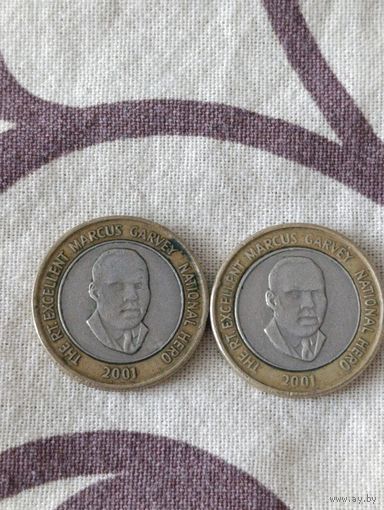 THE RT EXCELLENT MARCUS GARVEY NATIONAL HERO
2001
THE RT EXCELLENT MARCUS GARVEY NATIONAL HERO
2001
www.ay.by